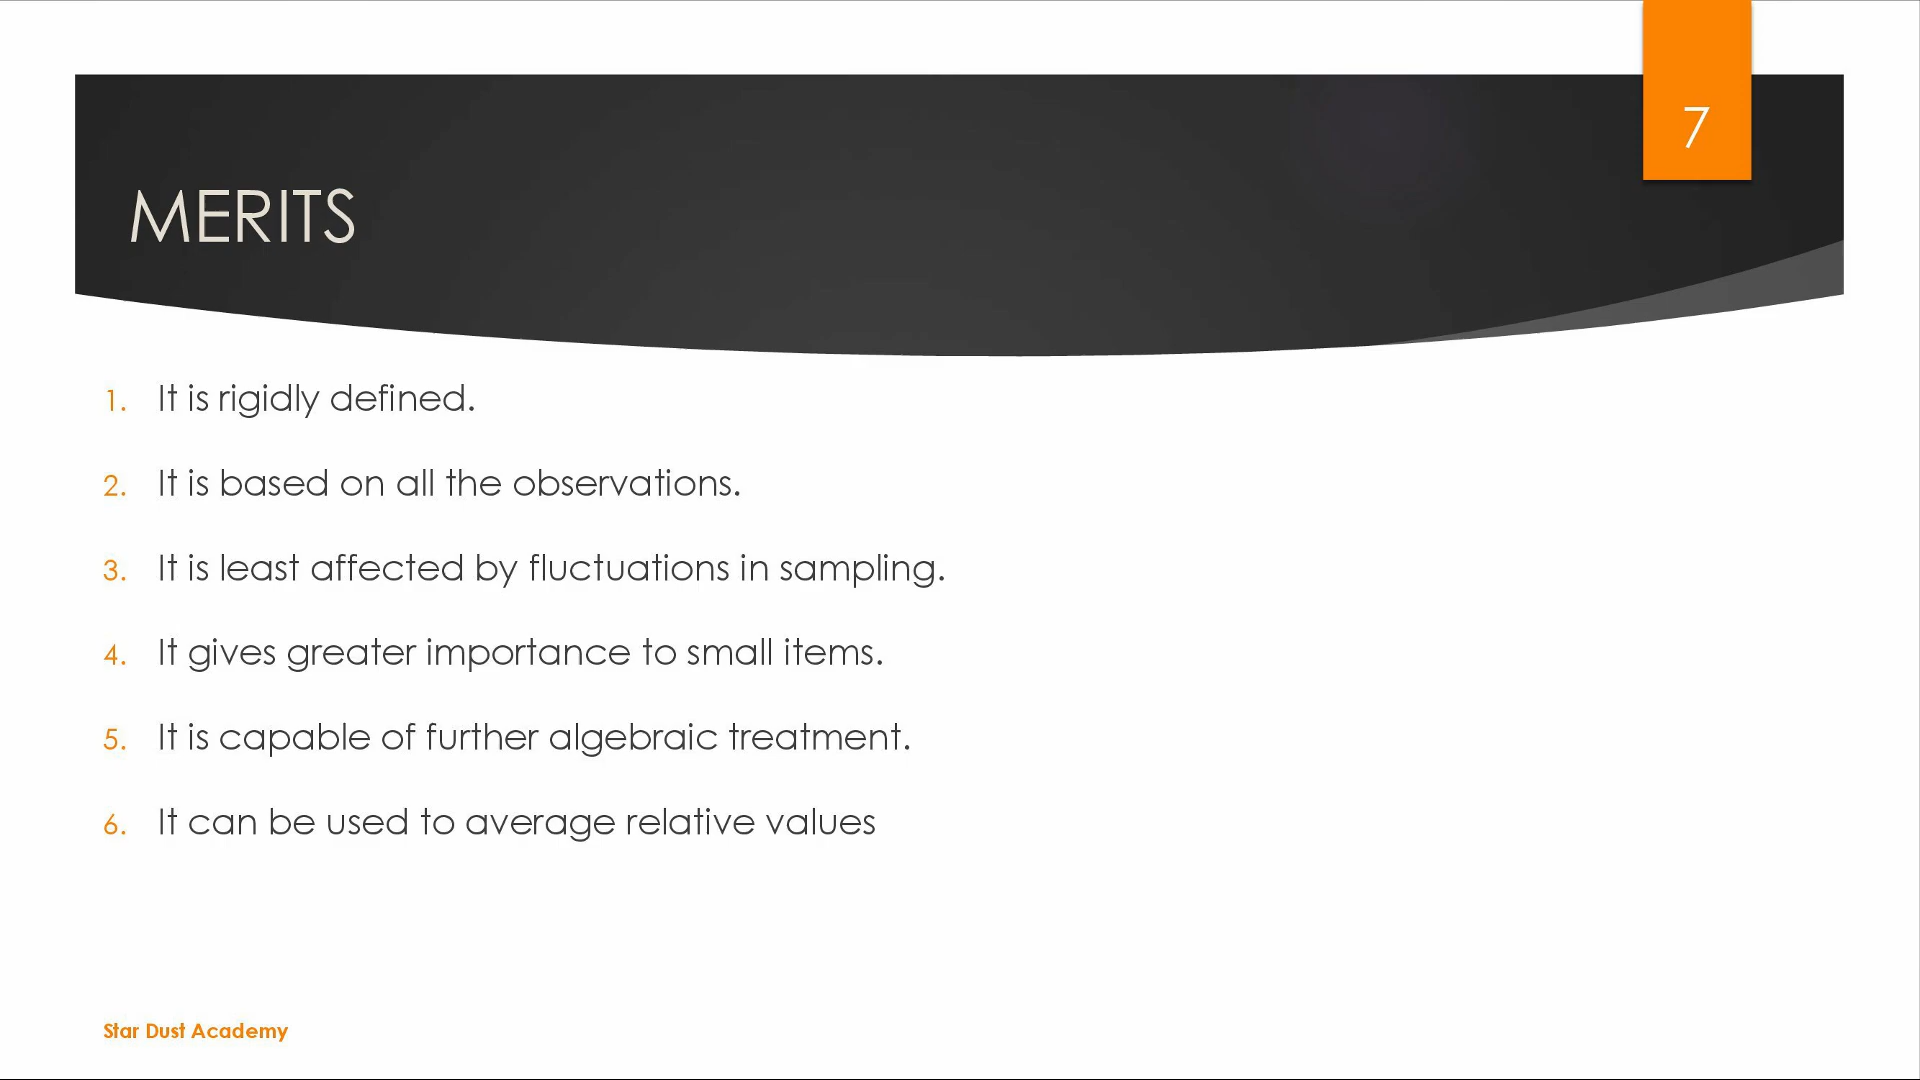 7
MERITS
1. It is rigidly defined.
2. It is based on all the observations.
3. It is least affected by fluctuations in sampling.
4. It gives greater importance to small items.
5. It is capable of further algebraic treatment.
6. It can be used to average relative values
Star Dust Academy